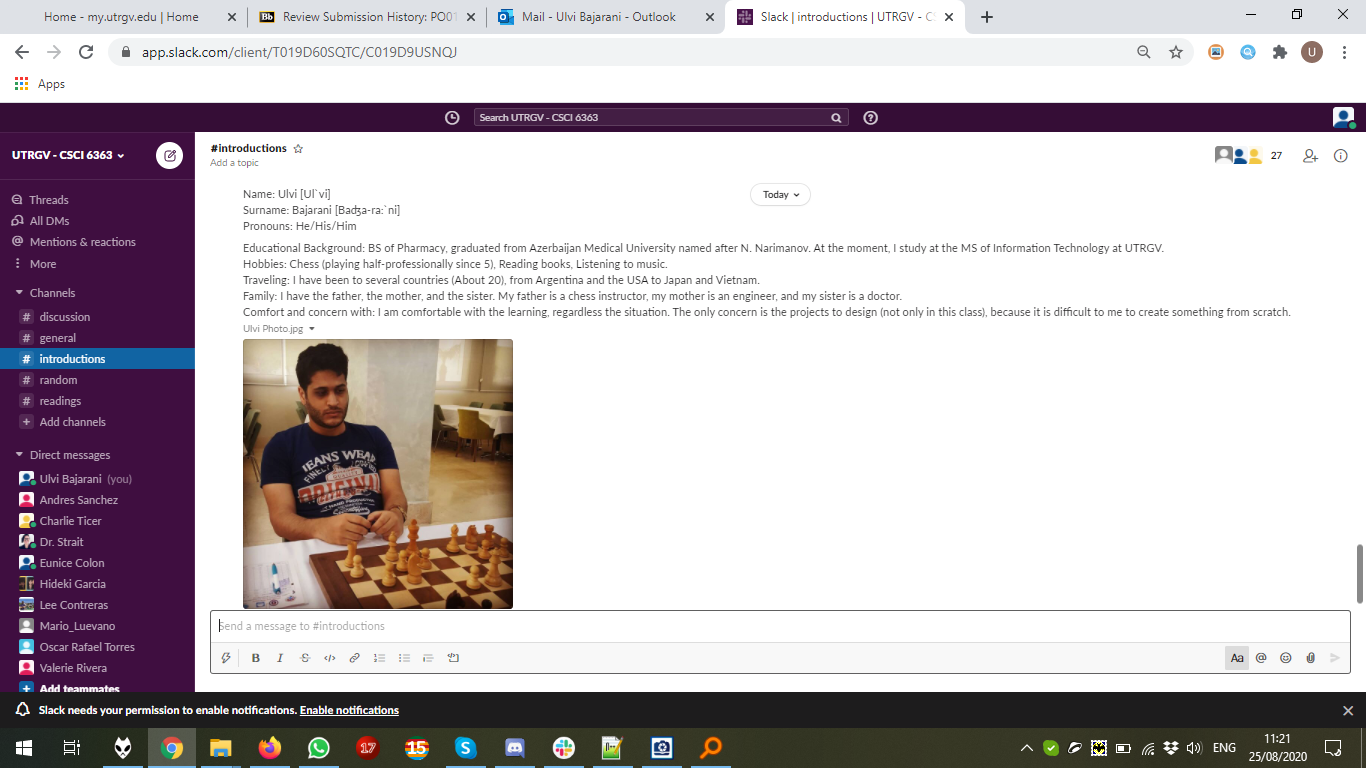 Home - my.utrgv.edu | Home
Bb Review Submission History: PO01
Mail - Ulvi Bajarani - Outlook
Slack | introductions | UTRGV - CS
app.slack.com/client/T019D60SQTC/C019D9USNQJ
U
Apps
Search UTRGV - CSCI 6363
UTRGV - CSCI 6363
Threads
All DMs
Mentions & reactions
More
Channels
# discussion
# general
# introductions
# random
# readings
+ Add channels
Direct messages
Ulvi Bajarani (you)
Andres Sanchez
Charlie Ticer
Dr. Strait
Eunice Colon
Hideki Garcia
Lee Contreras
Mario_Luevano
Oscar Rafael Torres
Valerie Rivera
+ Add teammates
#introductions
Add a topic
27
Today
Name: Ulvi [Ul`vi]
Surname: Bajarani [Baʤa-ra:`ni]
Pronouns: He/His/Him
Educational Background: BS of Pharmacy, graduated from Azerbaijan Medical University named after N. Narimanov. At the moment, I study at the MS of Information Technology at UTRGV.
Hobbies: Chess (playing half-professionally since 5), Reading books, Listening to music.
Traveling: I have been to several countries (About 20), from Argentina and the USA to Japan and Vietnam.
Family: I have the father, the mother, and the sister. My father is a chess instructor, my mother is an engineer, and my sister is a doctor.
Comfort and concern with: I am comfortable with the learning, regardless the situation. The only concern is the projects to design (not only in this class), because it is difficult to me to create something from scratch.
Ulvi Photo.jpg
JEANS WEAR
ORIGINAL
Send a message to #introductions
B I S </>
Aa @
Slack needs your permission to enable notifications. Enable notifications
17
15
ENG
11:21
25/08/2020